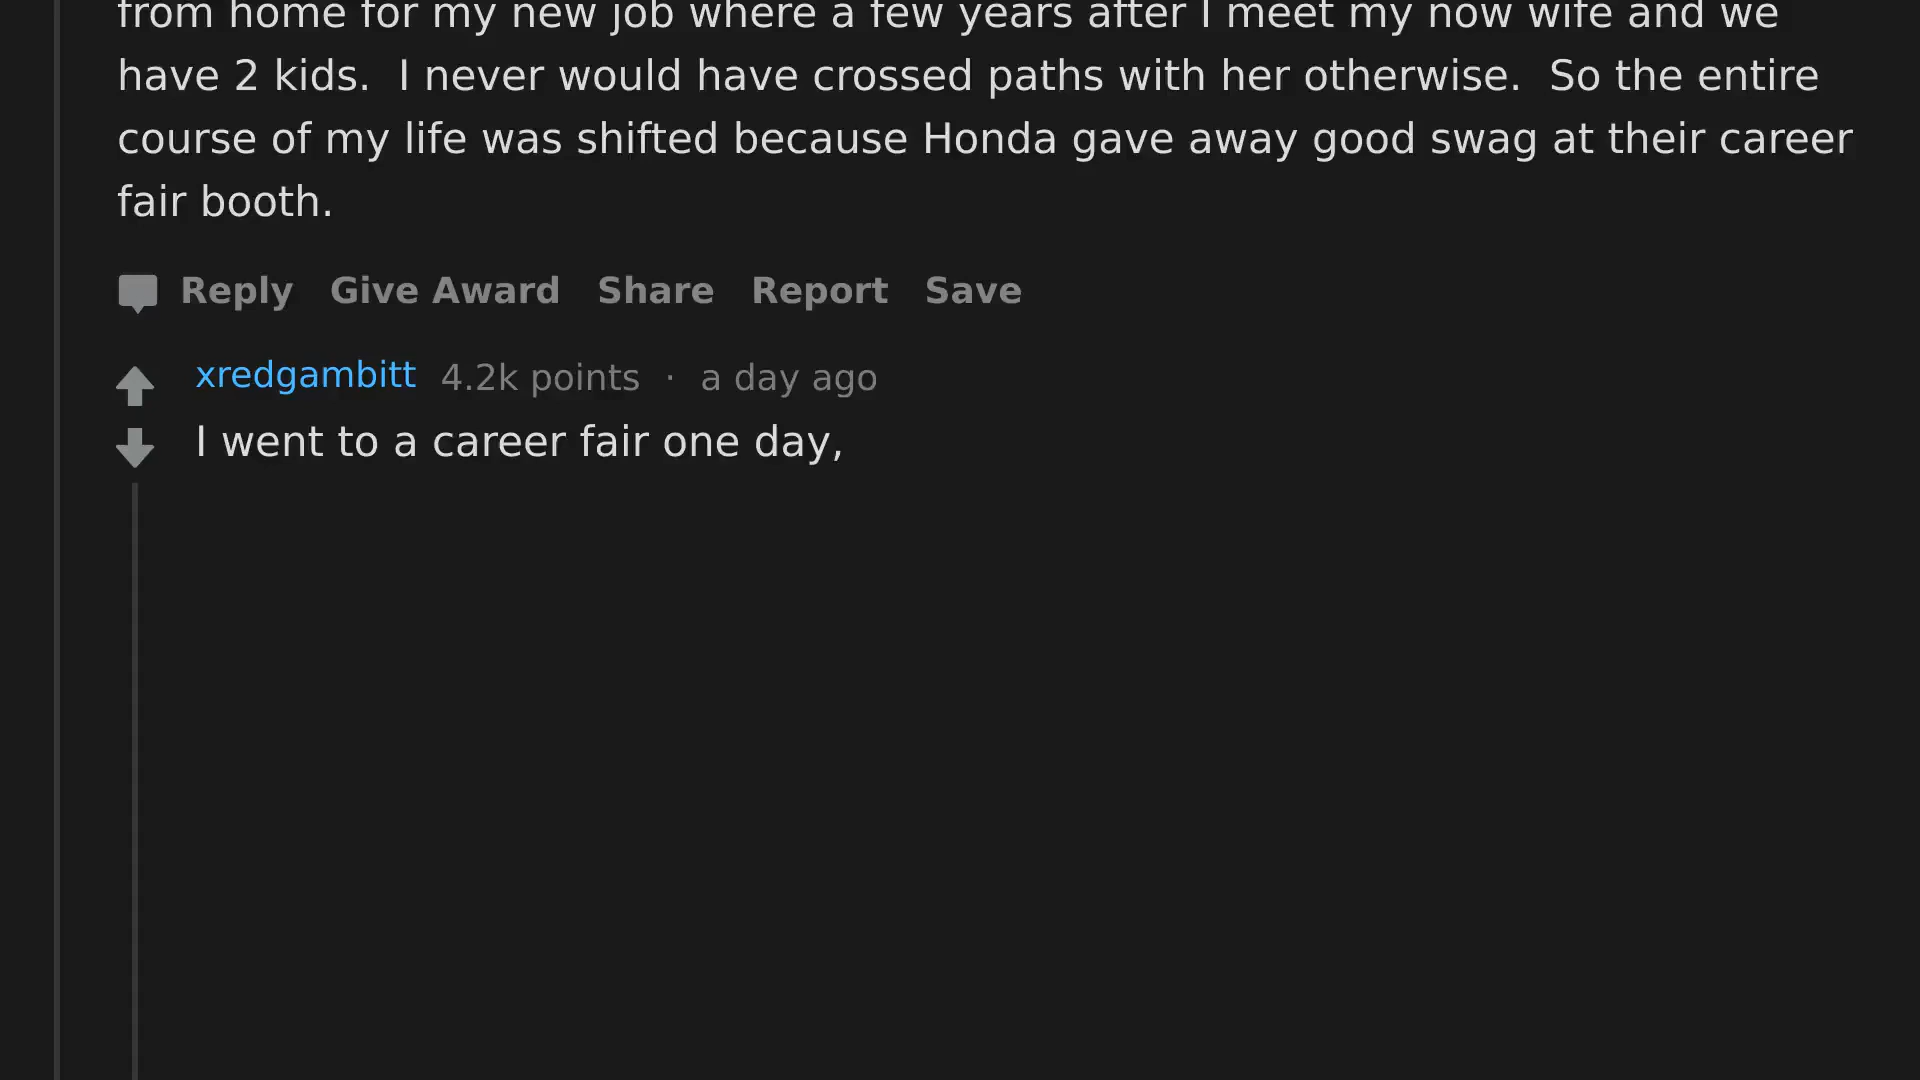 from home for my new job where a few years after I meet my now wife and we
have 2 kids.  I never would have crossed paths with her otherwise.  So the entire
course of my life was shifted because Honda gave away good swag at their career
fair booth.
Reply Give Award Share Report Save
xredgambitt 4.2k points · a day ago
I went to a career fair one day,